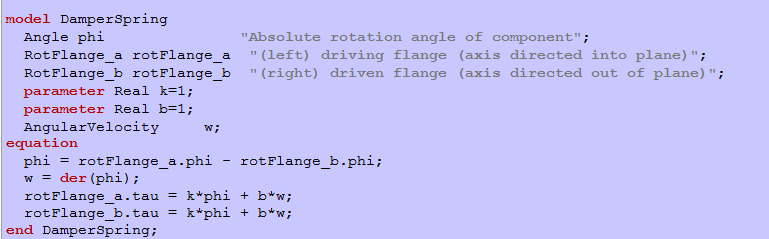 model DamperSpring
  Angle phi                 "Absolute rotation angle of component";
  RotFlange_a rotFlange_a  "(left) driving flange (axis directed into plane)";
  RotFlange_b rotFlange_b  "(right) driven flange (axis directed out of plane)";
  parameter Real k=1;
  parameter Real b=1;
  AngularVelocity     w;
equation
  phi = rotFlange_a.phi - rotFlange_b.phi;
  w = der(phi);
  rotFlange_a.tau = k*phi + b*w;
  rotFlange_b.tau = k*phi + b*w;
end DamperSpring;